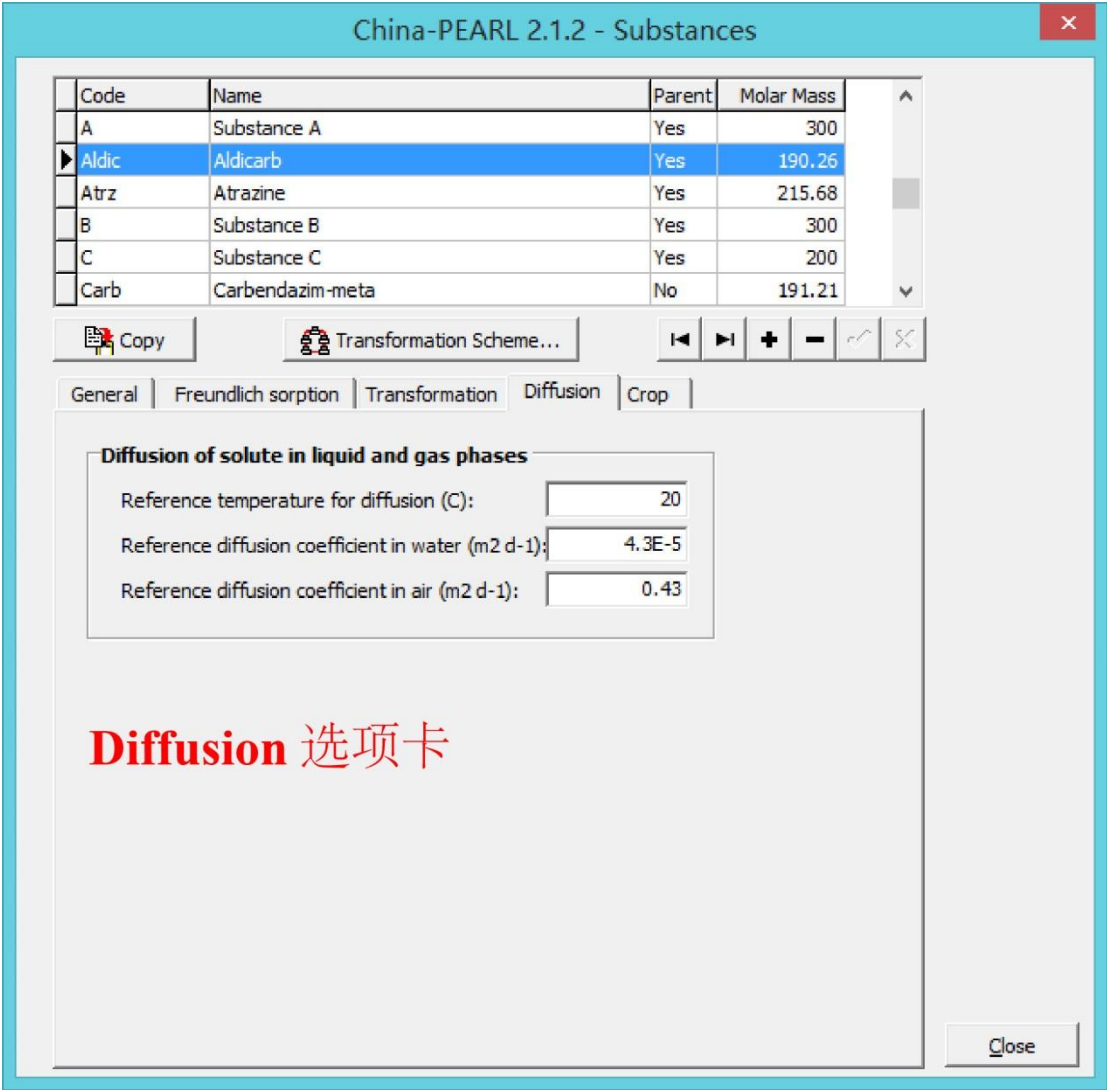 China-PEARL 2.1.2 - Substances
Code Name Parent Molar Mass
A Substance A Yes 300
Aldic Aldicarb Yes 190.26
Atrz Atrazine Yes 215.68
B Substance B Yes 300
C Substance C Yes 200
Carb Carbendazim-meta No 191.21
Copy Transformation Scheme...
General Freundlich sorption Transformation Diffusion Crop
Diffusion of solute in liquid and gas phases
Reference temperature for diffusion (C): 20
Reference diffusion coefficient in water (m2 d-1): 4.3E-5
Reference diffusion coefficient in air (m2 d-1): 0.43
Diffusion 选项卡
Close